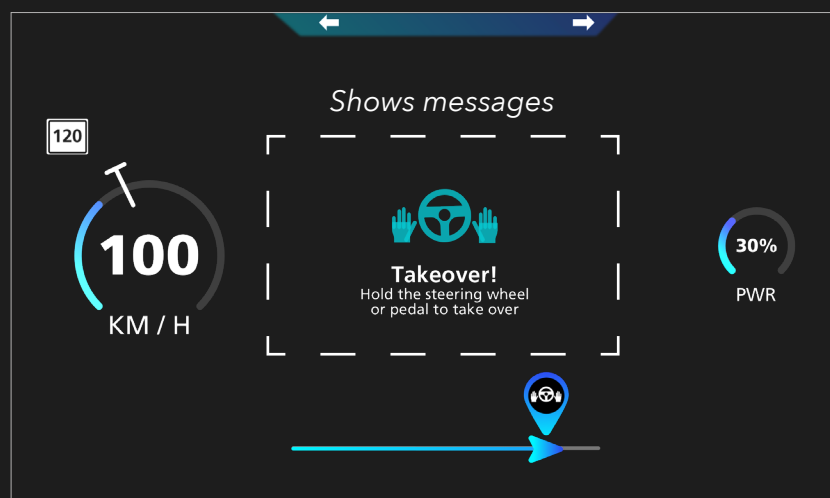 Shows messages
120
100
KM / H
Takeover!
Hold the steering wheel
or pedal to take over
30%
PWR